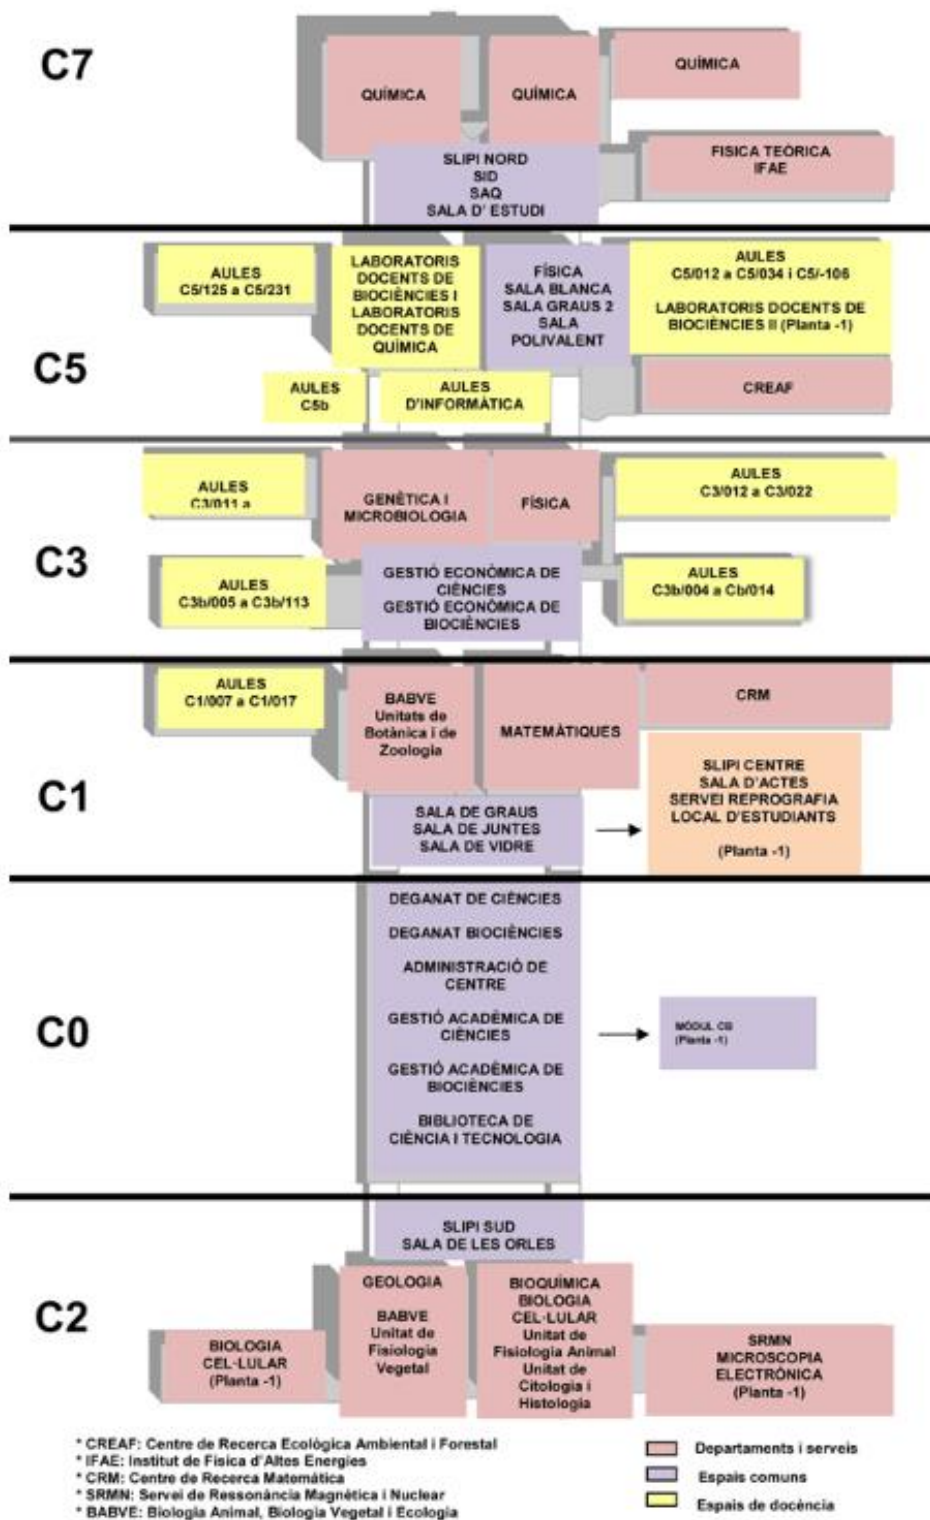 C7
QUÍMICA
QUÍMICA
QUÍMICA
SLIPI NORD
SID
SAQ
SALA D' ESTUDI
FISICA TEÒRICA
IFAE
C5
AULES
C5/125 a C5/231
LABORATORIS
DOCENTS DE
BIOCIÈNCIES I
LABORATORIS
DOCENTS DE
QUÍMICA
FÍSICA
SALA BLANCA
SALA GRAUS 2
SALA
POLIVALENT
AULES
C5/012 a C5/034 i C5/-106
LABORATORIS DOCENTS DE
BIOCIÈNCIES II (Planta -1)
AULES
C5b
AULES
D'INFORMÀTICA
CREAF
C3
AULES
C3/011 a
GENÈTICA I
MICROBIOLOGIA
FÍSICA
AULES
C3/012 a C3/022
AULES
C3b/005 a C3b/113
GESTIÓ ECONÒMICA DE
CIÈNCIES
GESTIÓ ECONÒMICA DE
BIOCIÈNCIES
AULES
C3b/004 a Cb/014
C1
AULES
C1/007 a C1/017
BABVE
Unitats de
Botànica i de
Zoologia
MATEMÀTIQUES
CRM
SALA DE GRAUS
SALA DE JUNTES
SALA DE VIDRE
SLIPI CENTRE
SALA D'ACTES
SERVEI REPROGRAFIA
LOCAL D'ESTUDIANTS
(Planta -1)
C0
DEGANAT DE CIÈNCIES
DEGANAT BIOCIÈNCIES
ADMINISTRACIÓ DE
CENTRE
GESTIÓ ACADÈMICA DE
CIÈNCIES
GESTIÓ ACADÈMICA DE
BIOCIÈNCIES
BIBLIOTECA DE
CIÈNCIA I TECNOLOGIA
MÒDUL
(Planta -1)
C2
SLIPI SUD
SALA DE LES ORLES
BIOLOGIA
CEL·LULAR
(Planta -1)
GEOLOGIA
BABVE
Unitat de
Fisiologia
Vegetal
BIOQUÍMICA
BIOLOGIA
CEL·LULAR
Unitat de
Fisiologia Animal
Unitat de
Citologia i
Histologia
SRMN
MICROSCOPIA
ELECTRÒNICA
(Planta -1)
* CREAF: Centre de Recerca Ecològica Ambiental i Forestal
* IFAE: Institut de Física d'Altes Energies
* CRM: Centre de Recerca Matemàtica
* SRMN: Servei de Ressonància Magnètica i Nuclear
* BABVE: Biologia Animal, Biologia Vegetal i Ecologia
Departaments i serveis
Espais comuns
Espais de docència